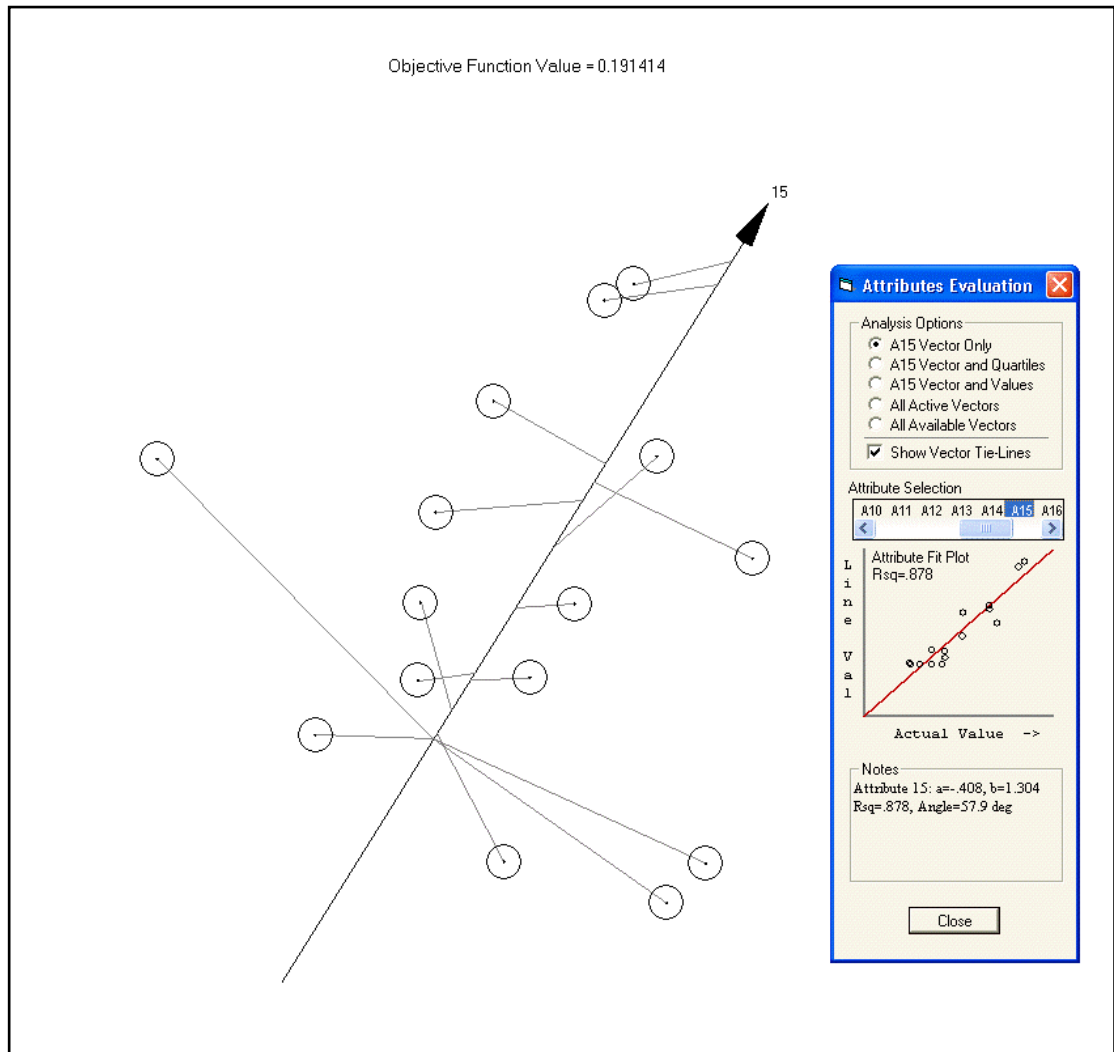 Objective Function Value = 0.191414
15
Attributes Evaluation
Analysis Options
A15 Vector Only
A15 Vector and Quartiles
A15 Vector and Values
All Active Vectors
All Available Vectors
Show Vector Tie-Lines
Attribute Selection
A10 A11 A12 A13 A14 A15 A16
Attribute Fit Plot
Rsq=.878
Line Val
Actual Value ->
Notes
Attribute 15: a=-.408, b=1.304
Rsq=.878, Angle=57.9 deg
Close